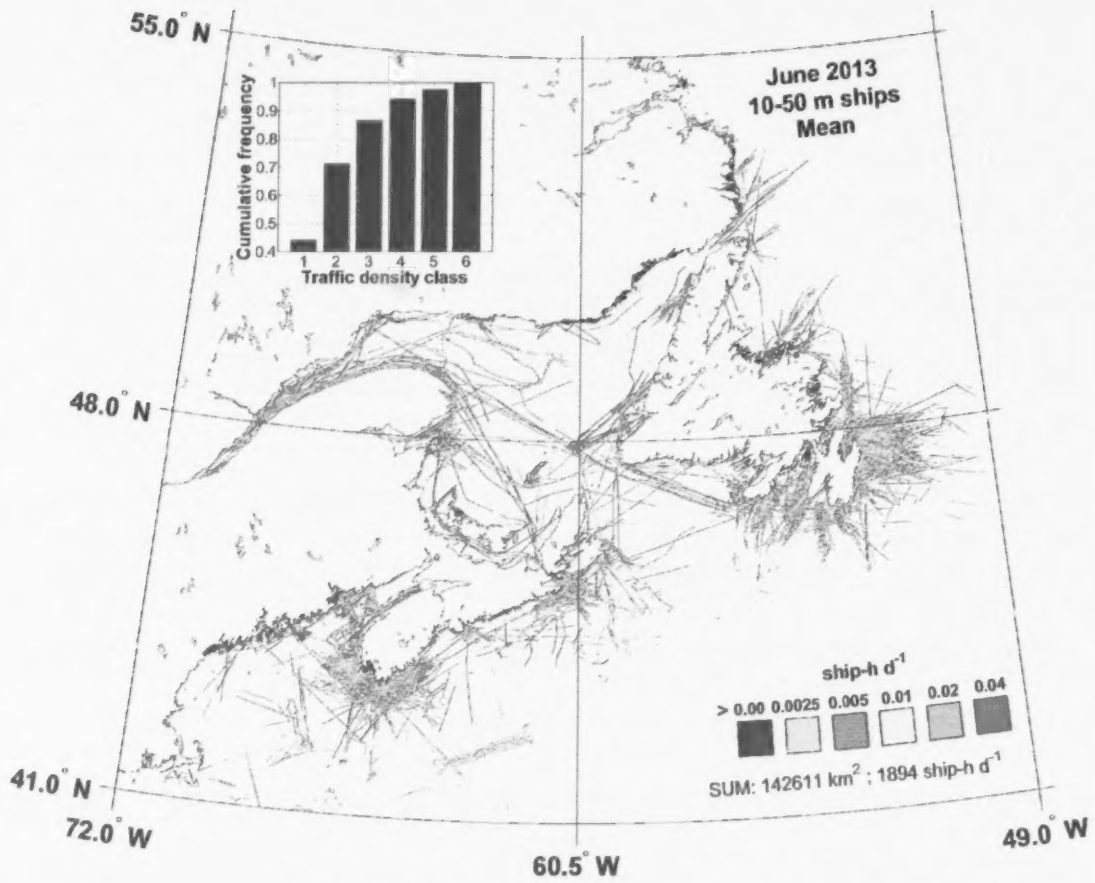 55.0° N
June 2013
10-50 m ships
Mean
Cumulative frequency
1
0.9
0.8
0.7
0.6
0.5
0.4
1 2 3 4 5 6
Traffic density class
48.0° N
ship-h d⁻¹
> 0.00 0.0025 0.005 0.01 0.02 0.04
SUM: 142611 km² ; 1894 ship-h d⁻¹
41.0° N
72.0° W
60.5° W
49.0° W